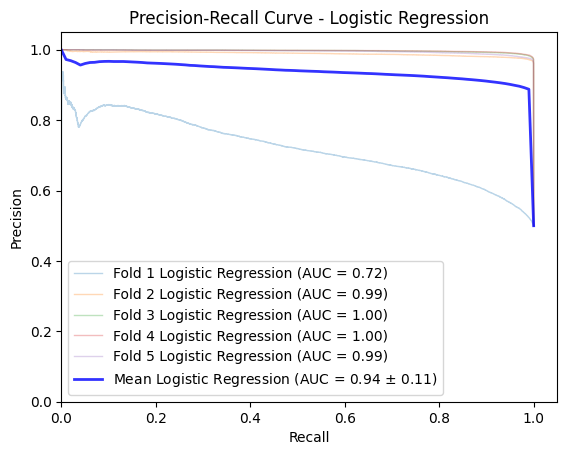 Precision-Recall Curve - Logistic Regression
1.0
0.8
0.6
0.4
0.2
0.0
Precision
Fold 1 Logistic Regression (AUC = 0.72)
Fold 2 Logistic Regression (AUC = 0.99)
Fold 3 Logistic Regression (AUC = 1.00)
Fold 4 Logistic Regression (AUC = 1.00)
Fold 5 Logistic Regression (AUC = 0.99)
Mean Logistic Regression (AUC = 0.94 ± 0.11)
0.0 0.2 0.4 0.6 0.8 1.0
Recall